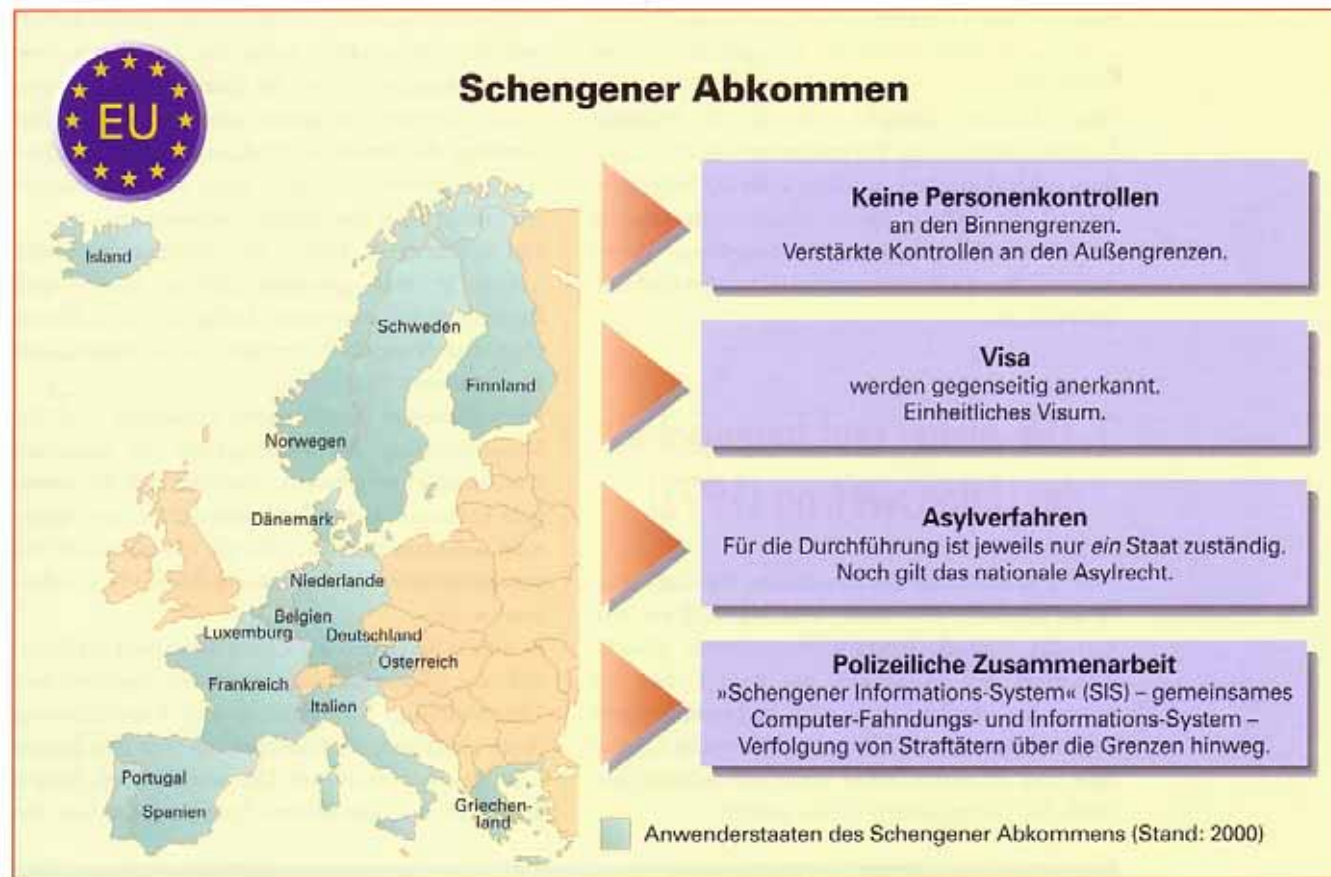 EU
Schengener Abkommen
Island
Schweden
Finnland
Norwegen
Dänemark
Niederlande
Belgien
Luxemburg
Deutschland
Österreich
Frankreich
Italien
Portugal
Spanien
Griechen-
land
Keine Personenkontrollen
an den Binnengrenzen.
Verstärkte Kontrollen an den Außengrenzen.
Visa
werden gegenseitig anerkannt.
Einheitliches Visum.
Asylverfahren
Für die Durchführung ist jeweils nur ein Staat zuständig.
Noch gilt das nationale Asylrecht.
Polizeiliche Zusammenarbeit
»Schengener Informations-System« (SIS) – gemeinsames
Computer-Fahndungs- und Informations-System –
Verfolgung von Straftätern über die Grenzen hinweg.
Anwenderstaaten des Schengener Abkommens (Stand: 2000)